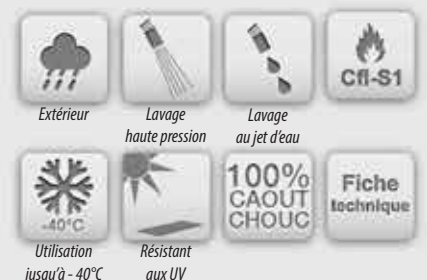 Cfl-S1
Extérieur
Lavage
haute pression
Lavage
au jet d'eau
-40°C
100%
CAOUT
CHOUC
Fiche
technique
Utilisation
jusqu'à - 40°C
Résistant
aux UV